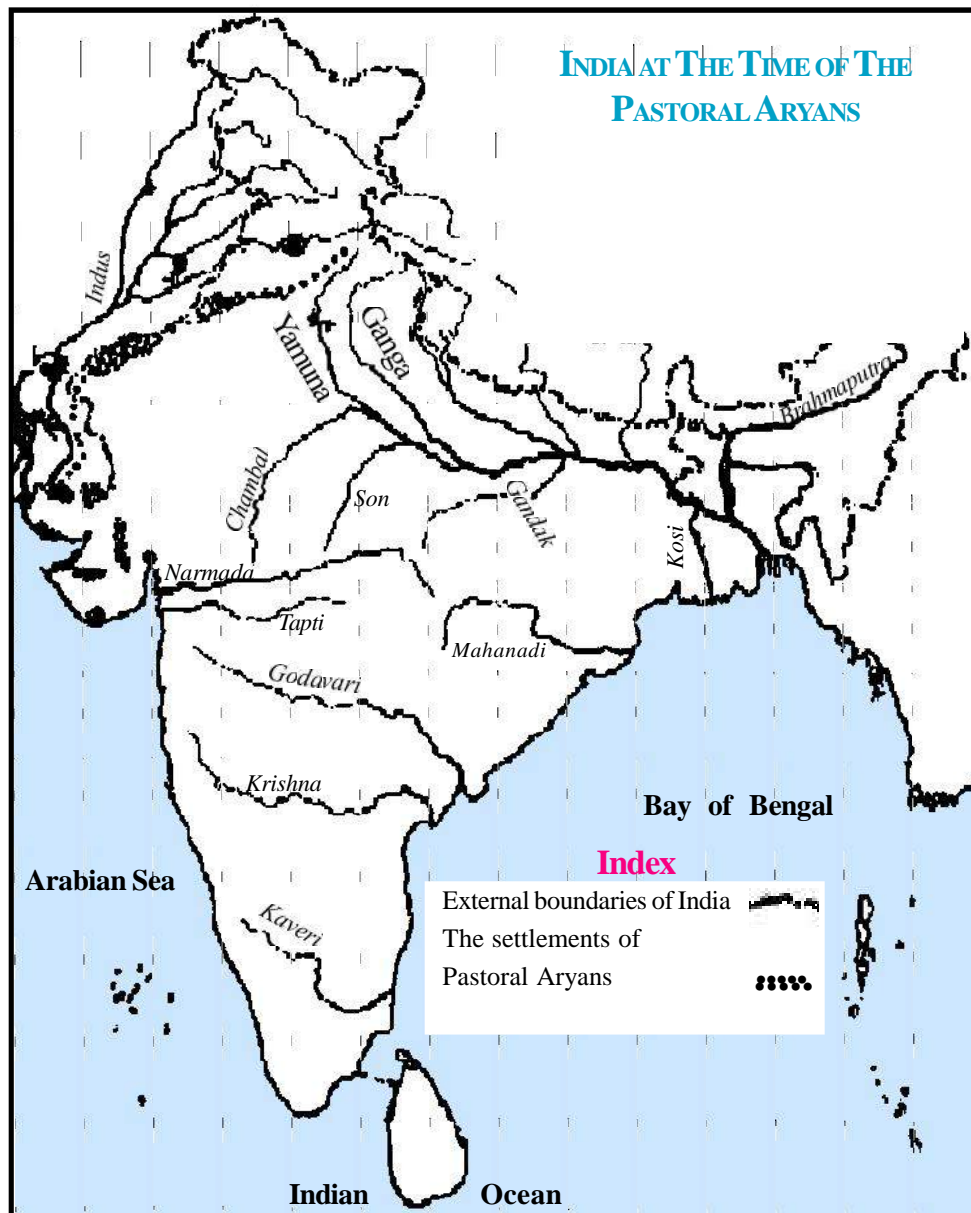 INDIA AT THE TIME OF THE
PASTORAL ARYANS
Indus
Yamuna
Ganga
Brahmaputra
Chambal
Son
Gandak
Kosi
Narmada
Tapti
Mahanadi
Godavari
Krishna
Bay of Bengal
Index
Arabian Sea
External boundaries of India
The settlements of
Pastoral Aryans
Kaveri
Indian Ocean